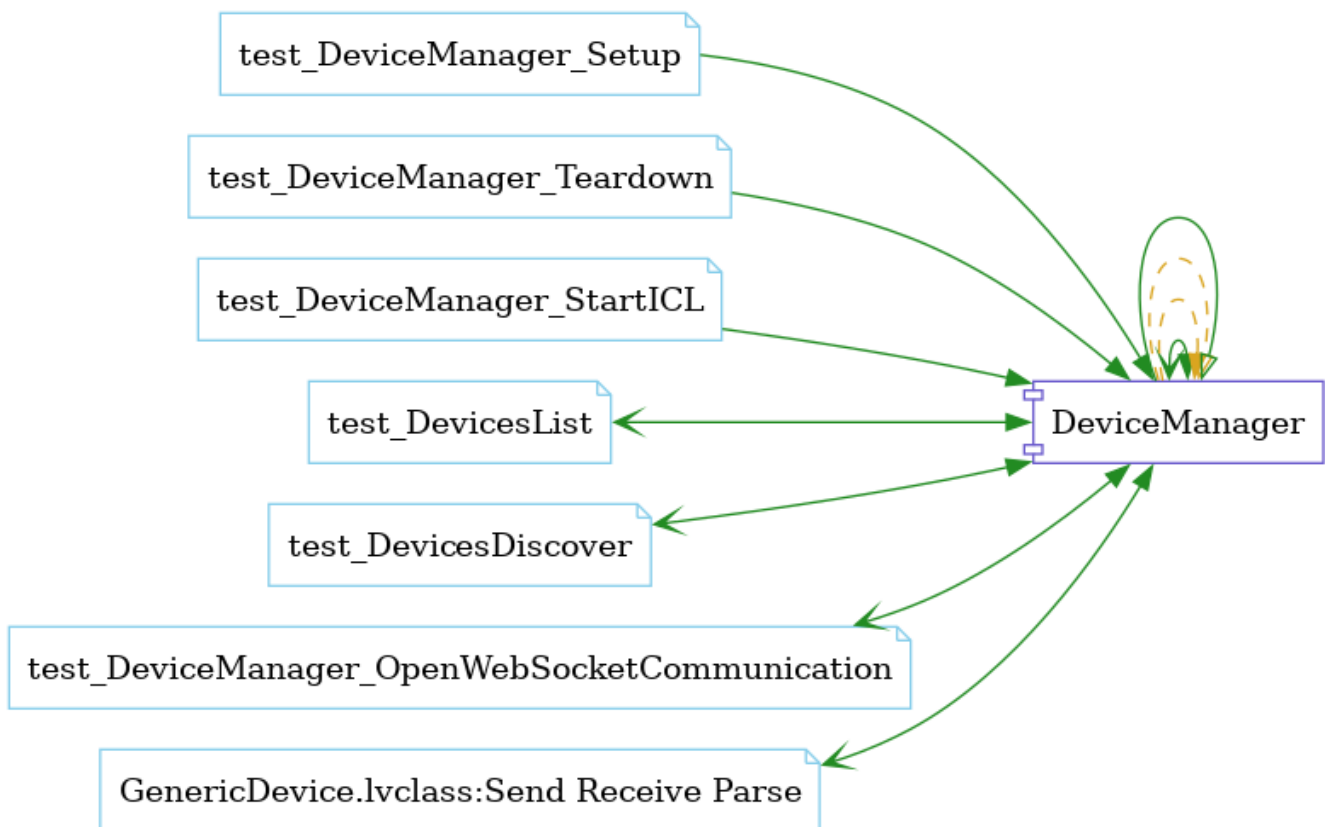 test_DeviceManager_Setup
test_DeviceManager_Teardown
test_DeviceManager_StartICL
test_DevicesList
DeviceManager
test_DevicesDiscover
test_DeviceManager_OpenWebSocketCommunication
GenericDevice.lvclass:Send Receive Parse